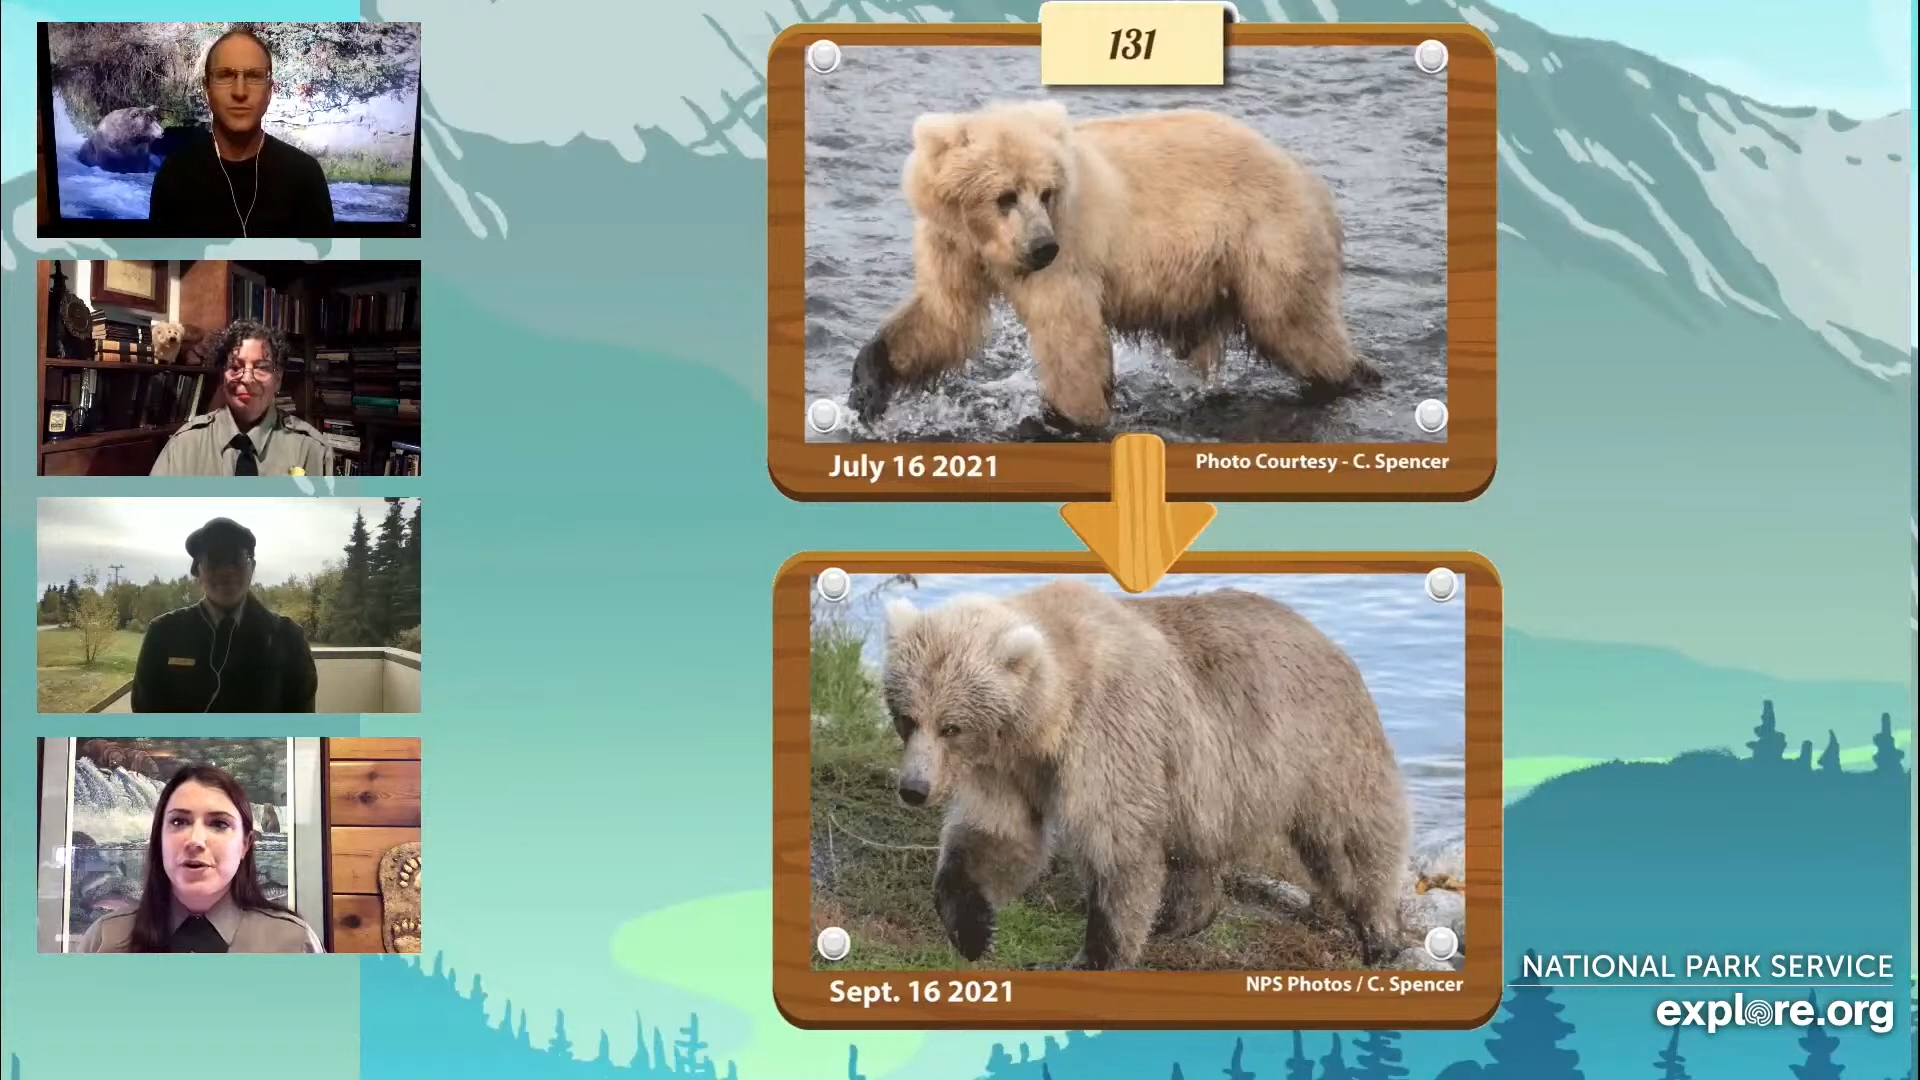 131
July 16 2021
Photo Courtesy - C. Spencer
Sept. 16 2021
NPS Photos / C. Spencer
NATIONAL PARK SERVICE
explore.org